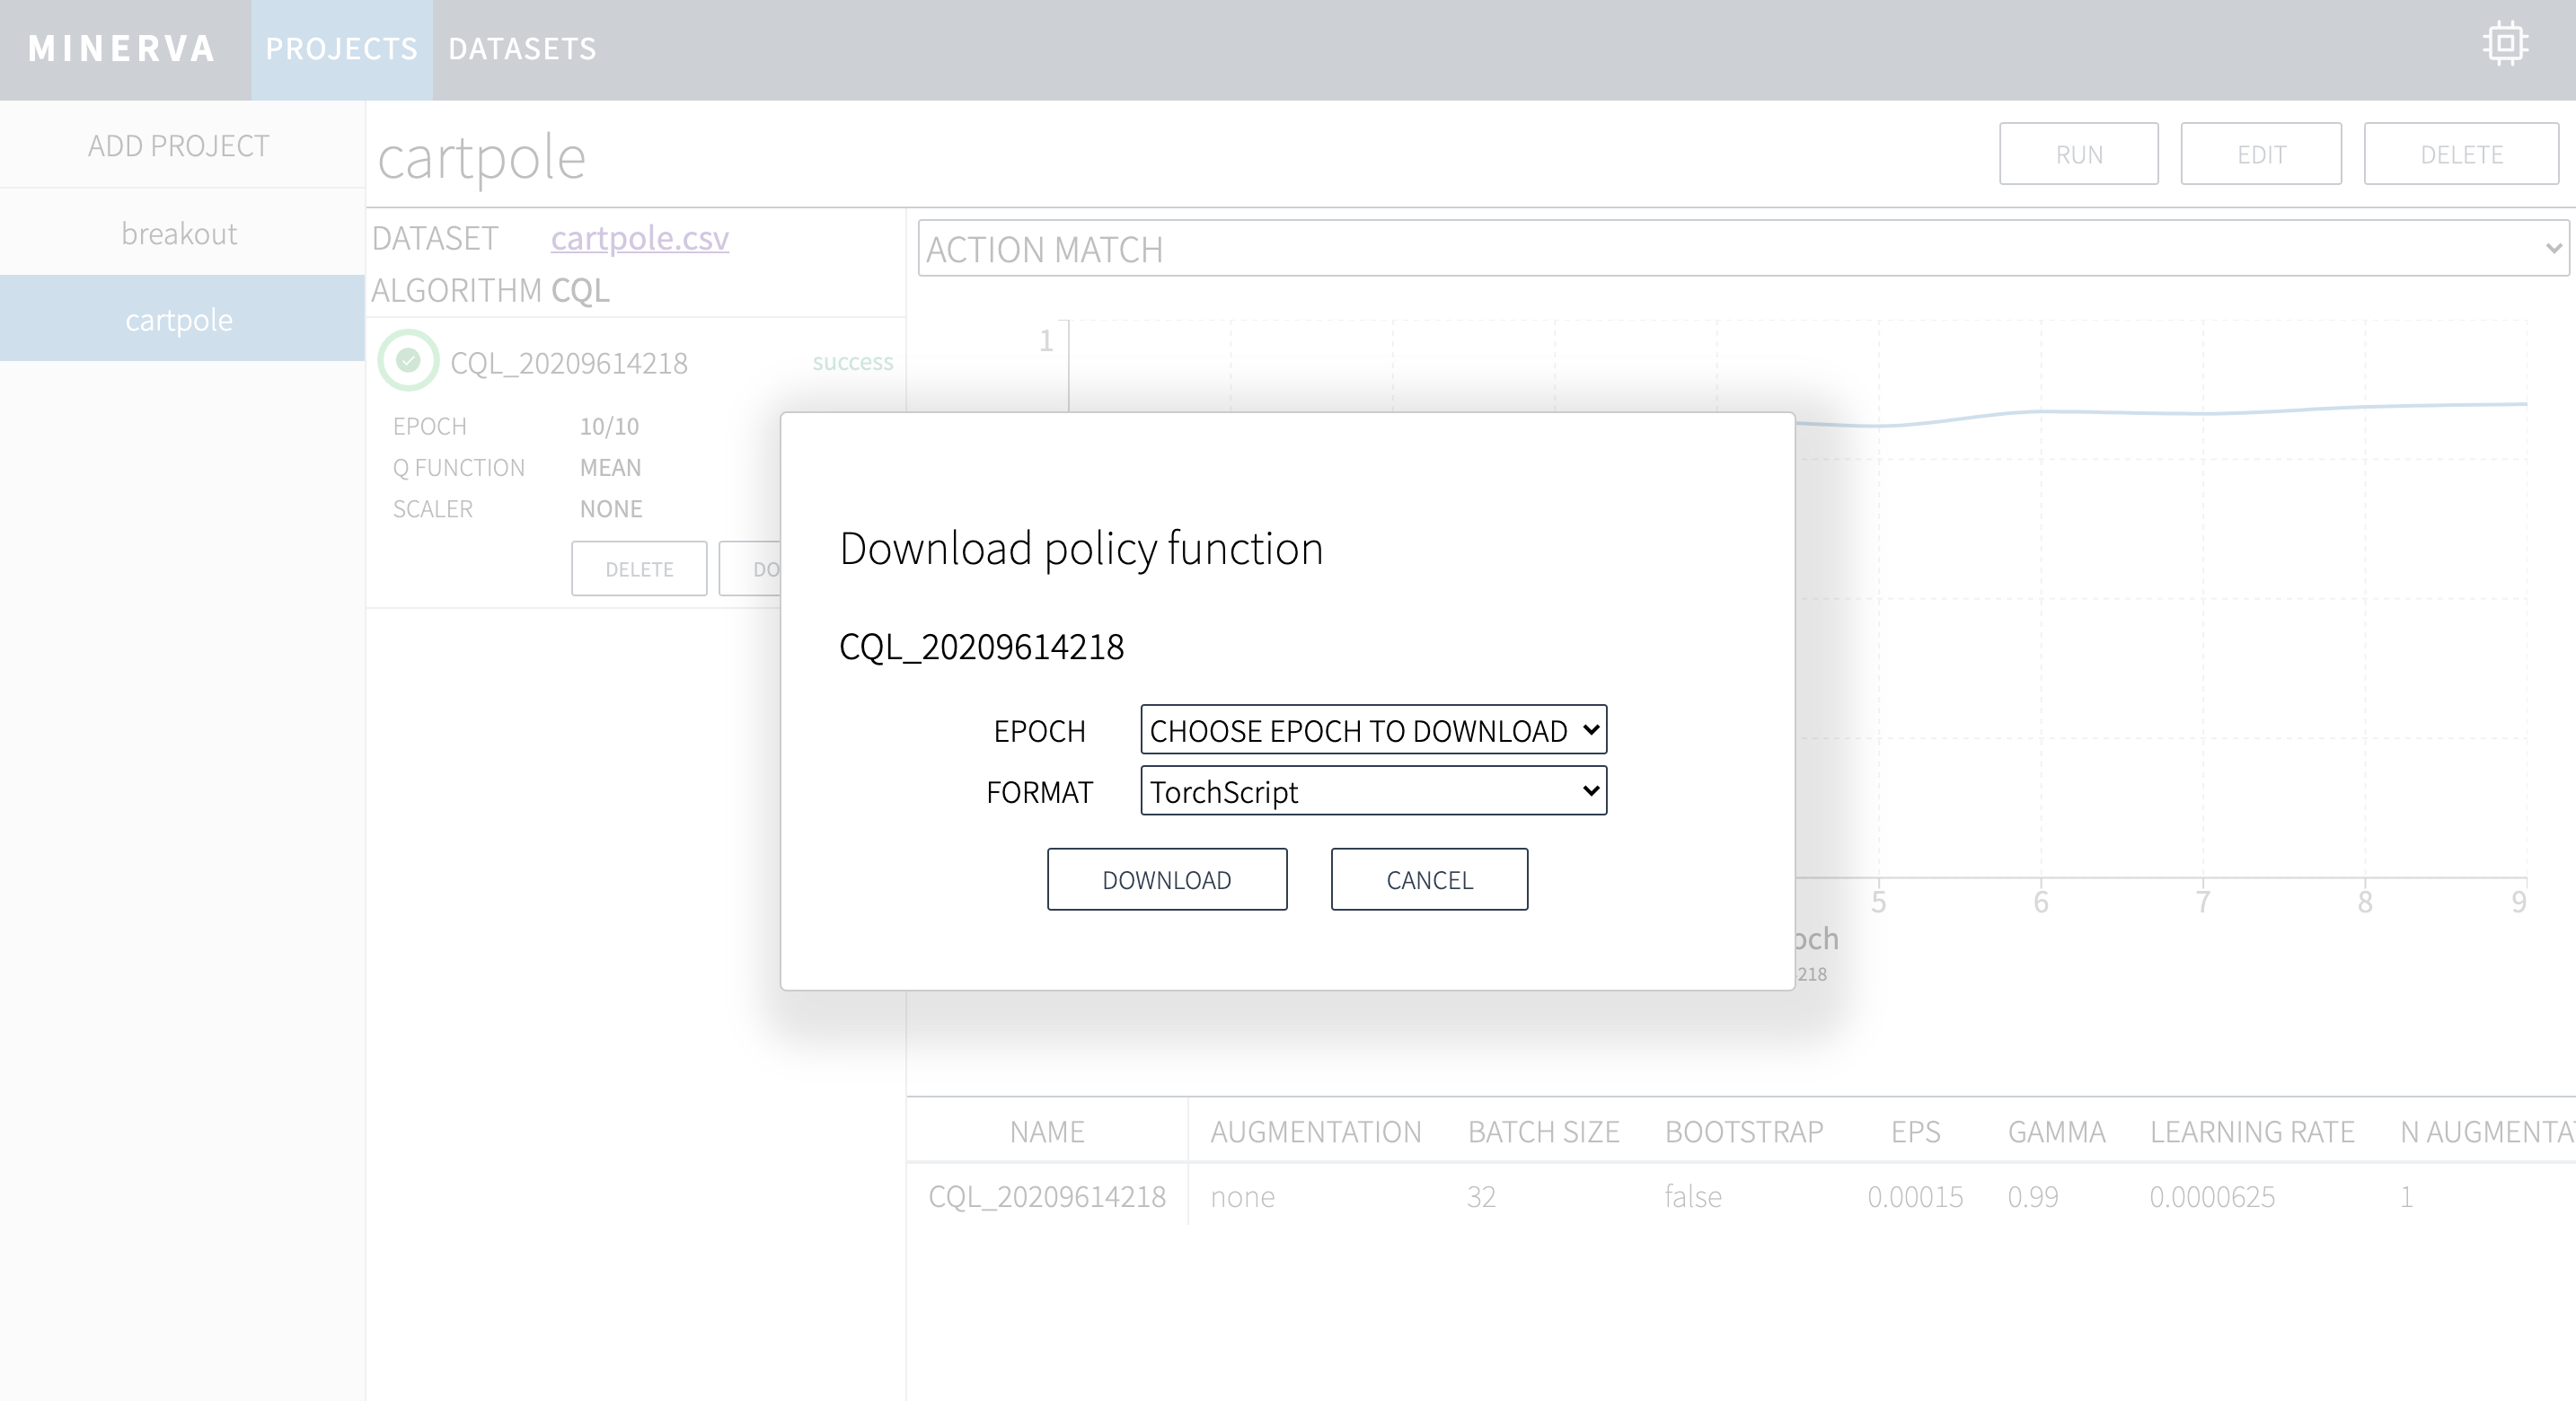 MINERVA PROJECTS DATASETS
ADD PROJECT
breakout
cartpole
cartpole
RUN EDIT DELETE
DATASET cartpole.csv
ALGORITHM CQL
CQL_20209614218 success
EPOCH 10/10
Q FUNCTION MEAN
SCALER NONE
DELETE DO
ACTION MATCH
1
5 6 7 8 9
och
218
Download policy function
CQL_20209614218
EPOCH CHOOSE EPOCH TO DOWNLOAD
FORMAT TorchScript
DOWNLOAD CANCEL
NAME AUGMENTATION BATCH SIZE BOOTSTRAP EPS GAMMA LEARNING RATE N AUGMENTA
CQL_20209614218 none 32 false 0.00015 0.99 0.0000625 1